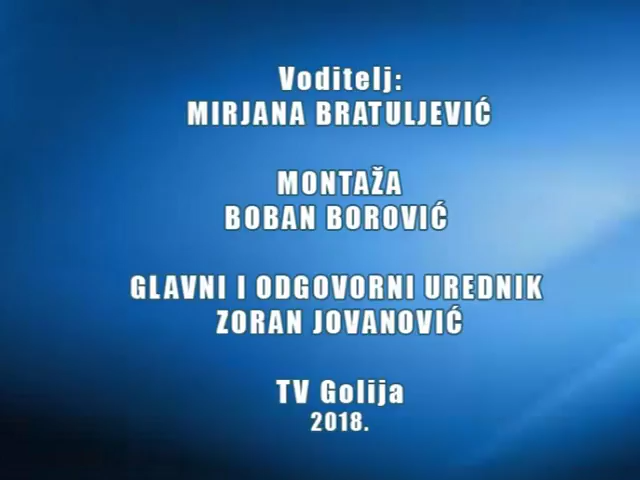 Voditelj:
MIRJANA BRATULJEVIĆ
MONTAŽA
BOBAN BOROVIĆ
GLAVNI I ODGOVORNI UREDNIK
ZORAN JOVANOVIĆ
TV Golija
2018.